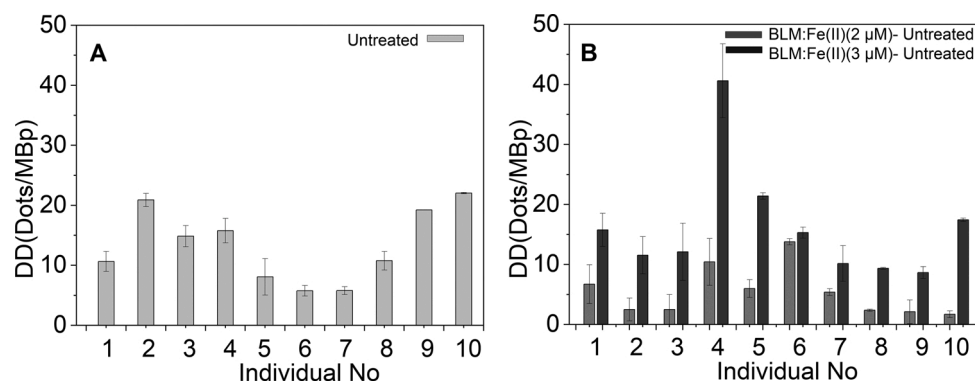 A
Untreated
DD(Dots/MBp)
50
40
30
20
10
0
1 2 3 4 5 6 7 8 9 10
Individual No
B
BLM:Fe(II)(2 µM)- Untreated
BLM:Fe(II)(3 µM)- Untreated
DD(Dots/MBp)
50
40
30
20
10
0
1 2 3 4 5 6 7 8 9 10
Individual No